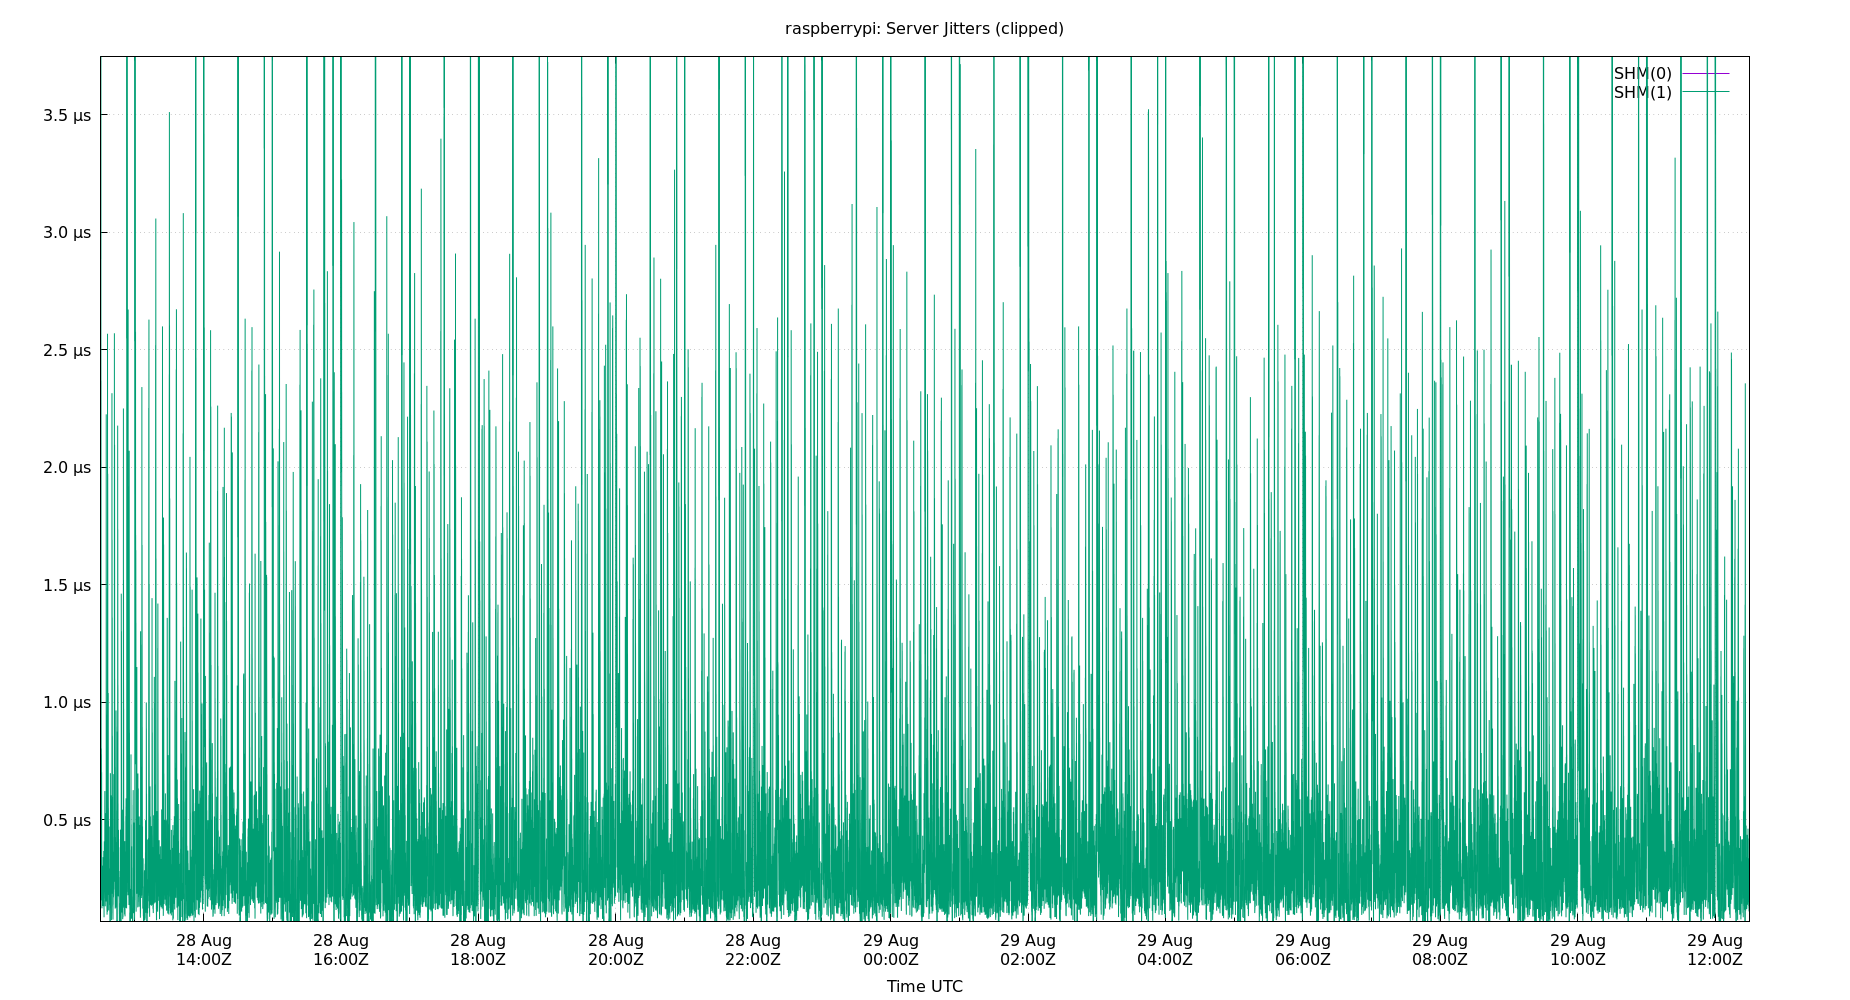 raspberrypi: Server Jitters (clipped)
SHM(0)
SHM(1)
3.5 µs
3.0 µs
2.5 µs
2.0 µs
1.5 µs
1.0 µs
0.5 µs
28 Aug 28 Aug 28 Aug 28 Aug 28 Aug 29 Aug 29 Aug 29 Aug 29 Aug 29 Aug 29 Aug 29 Aug
14:00Z 16:00Z 18:00Z 20:00Z 22:00Z 00:00Z 02:00Z 04:00Z 06:00Z 08:00Z 10:00Z 12:00Z
Time UTC